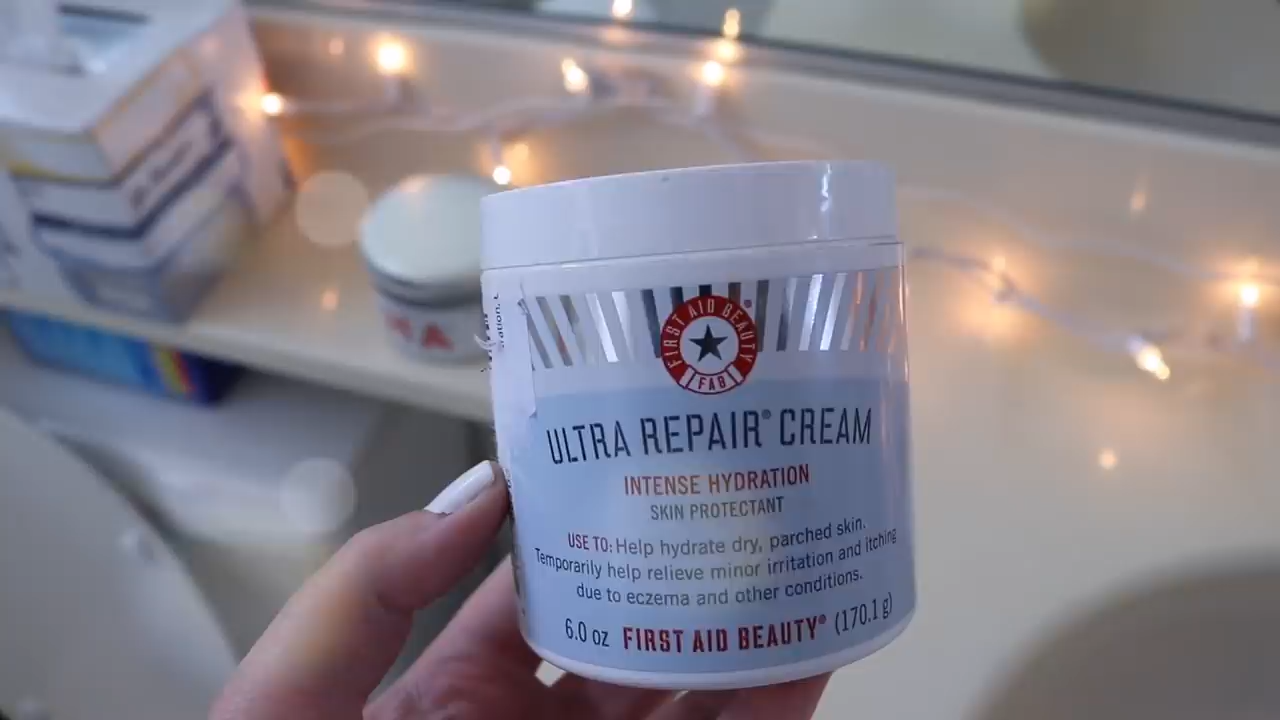 FIRST AID BEAUTY®
FAB
ULTRA REPAIR® CREAM
INTENSE HYDRATION
SKIN PROTECTANT
USE TO: Help hydrate dry, parched skin.
Temporarily help relieve minor irritation and itching
due to eczema and other conditions.
6.0 oz FIRST AID BEAUTY® (170.1 g)